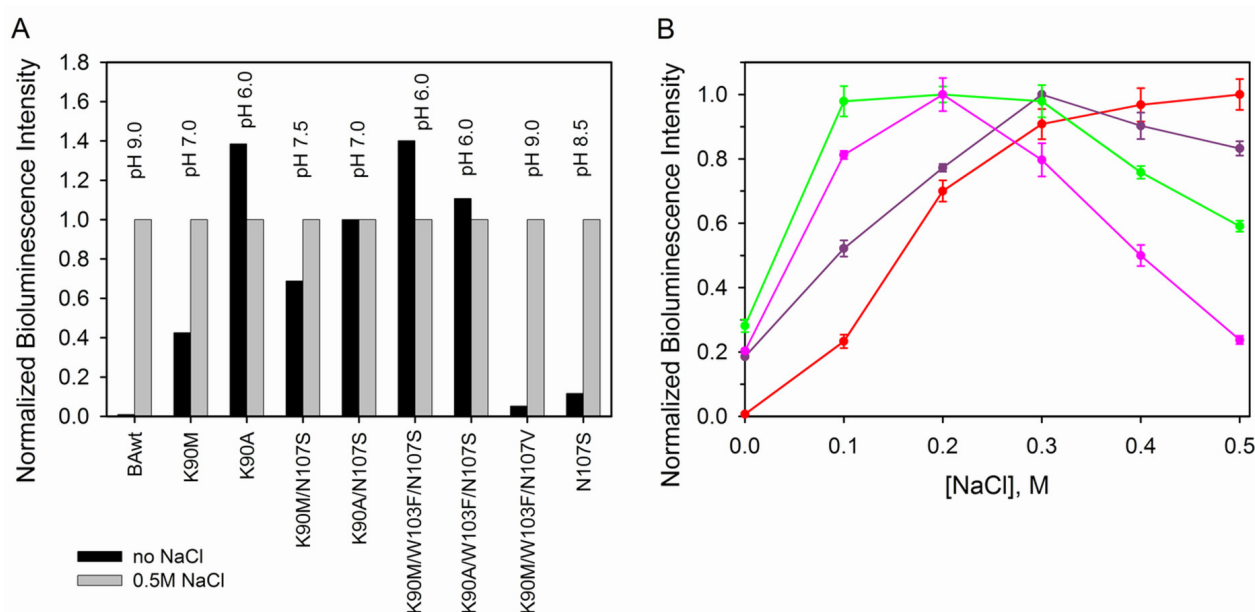 A
Normalized Bioluminescence Intensity
1.8
1.6
1.4
1.2
1.0
0.8
0.6
0.4
0.2
0.0
pH 9.0
pH 7.0
pH 6.0
pH 7.5
pH 7.0
pH 6.0
pH 6.0
pH 9.0
pH 8.5
BAwt
K90M
K90A
K90M/N107S
K90A/N107S
K90M/W103F/N107S
K90A/W103F/N107S
K90M/W103F/N107V
N107S
no NaCl
0.5M NaCl
B
Normalized Bioluminescence Intensity
1.0
0.8
0.6
0.4
0.2
0.0
0.0
0.1
0.2
0.3
0.4
0.5
[NaCl], M